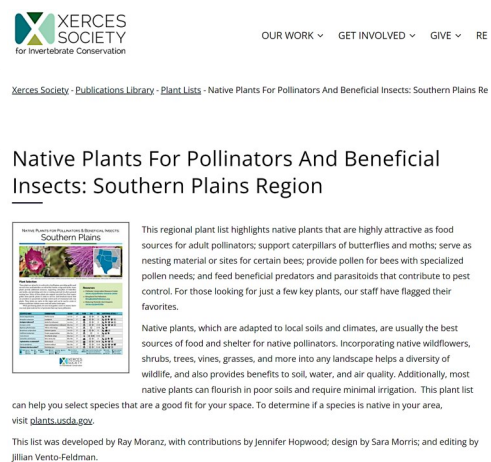 XERCES
SOCIETY
for Invertebrate Conservation
OUR WORK GET INVOLVED GIVE RE
Xerces Society - Publications Library - Plant Lists - Native Plants For Pollinators And Beneficial Insects: Southern Plains Re
Native Plants For Pollinators And Beneficial
Insects: Southern Plains Region
NATIVE PLANTS FOR POLLINATORS & BENEFICIAL INSECTS
Southern Plains
This regional plant list highlights native plants that are highly attractive as food
sources for adult pollinators; support caterpillars of butterflies and moths; serve as
nesting material or sites for certain bees; provide pollen for bees with specialized
pollen needs; and feed beneficial predators and parasitoids that contribute to pest
control. For those looking for just a few key plants, our staff have flagged their
favorites.
Native plants, which are adapted to local soils and climates, are usually the best
sources of food and shelter for native pollinators. Incorporating native wildflowers,
shrubs, trees, vines, grasses, and more into any landscape helps a diversity of
wildlife, and also provides benefits to soil, water, and air quality. Additionally, most
native plants can flourish in poor soils and require minimal irrigation. This plant list
can help you select species that are a good fit for your space. To determine if a species is native in your area,
visit plants.usda.gov.
This list was developed by Ray Moranz, with contributions by Jennifer Hopwood; design by Sara Morris; and editing by
Jillian Vento-Feldman.